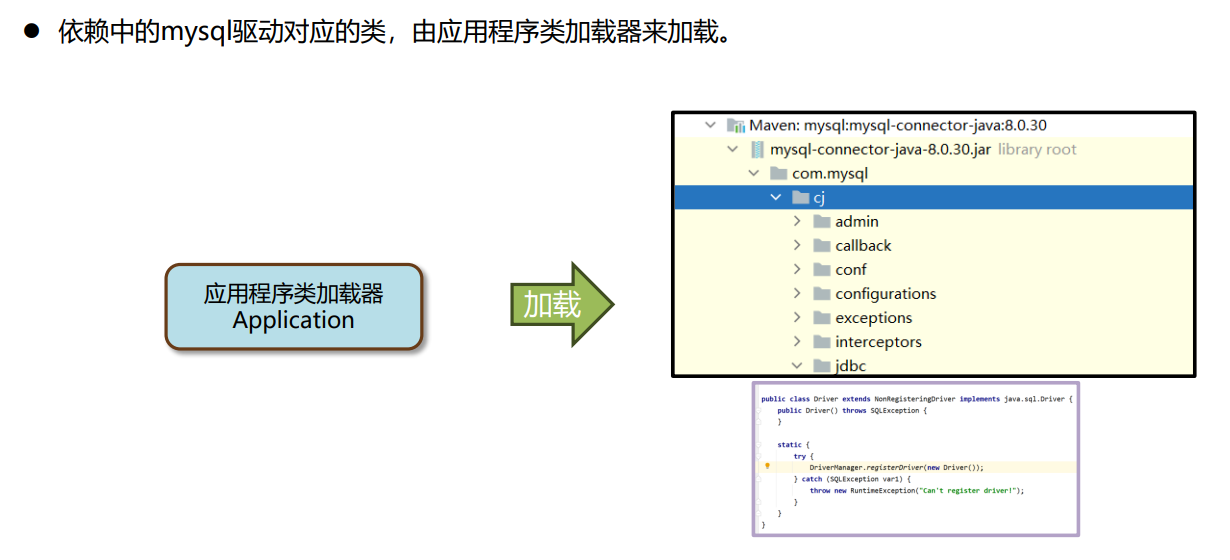 依赖中的mysql驱动对应的类，由应用程序类加载器来加载。
应用程序类加载器
Application
加载
Maven: mysql:mysql-connector-java:8.0.30
mysql-connector-java-8.0.30.jar library root
com.mysql
cj
admin
callback
conf
configurations
exceptions
interceptors
jdbc
public class Driver extends NonRegisteringDriver implements java.sql.Driver {
public Driver() throws SQLException {
}
static {
try {
DriverManager.registerDriver(new Driver());
} catch (SQLException var1) {
throw new RuntimeException("Can't register driver!");
}
}
}